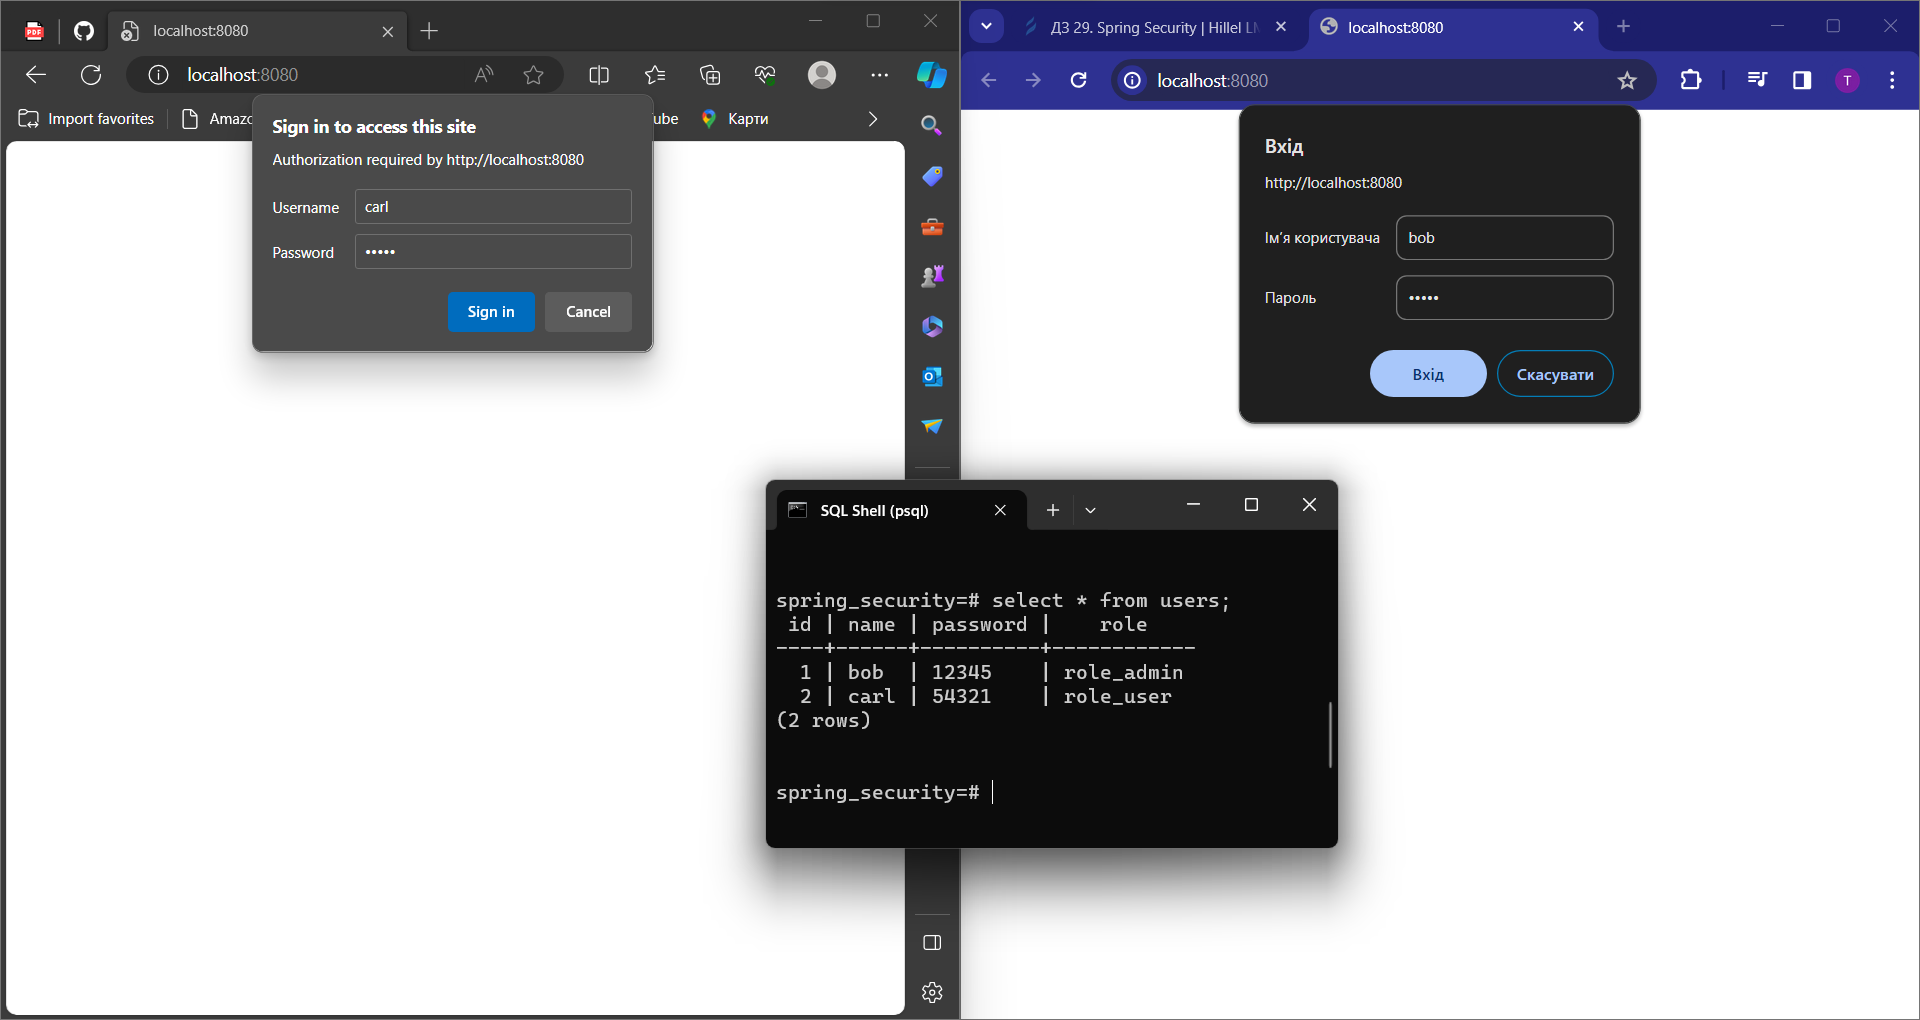 PDF
localhost:8080
localhost:8080
Import favorites
Amazo
ube
Карти
Sign in to access this site
Authorization required by http://localhost:8080
Username
carl
Password
•••••
Sign in
Cancel
ДЗ 29. Spring Security | Hillel LM
localhost:8080
localhost:8080
T
Вхід
http://localhost:8080
Ім’я користувача
bob
Пароль
•••••
Вхід
Скасувати
SQL Shell (psql)
spring_security=# select * from users;
 id | name | password |    role
----+------+----------+------------
  1 | bob  | 12345    | role_admin
  2 | carl | 54321    | role_user
(2 rows)
spring_security=#